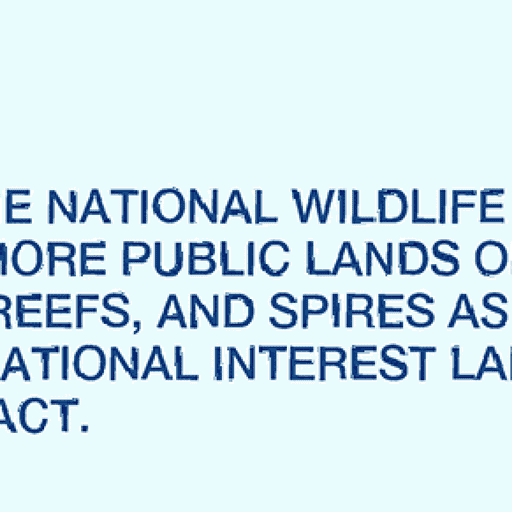 E NATIONAL WILDLIFE
MORE PUBLIC LANDS O
REEFS, AND SPIRES AS
ATIONAL INTEREST LA
ACT.